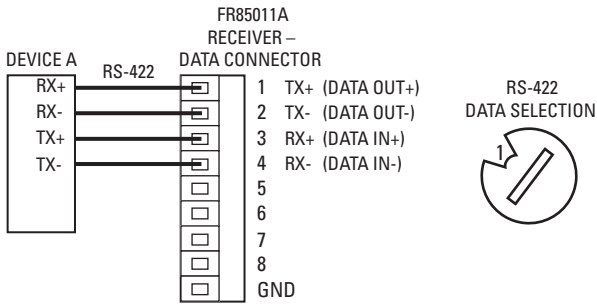 FR85011A
RECEIVER –
DATA CONNECTOR
DEVICE A
RS-422
RX+
RX-
TX+
TX-
1 TX+ (DATA OUT+)
2 TX- (DATA OUT-)
3 RX+ (DATA IN+)
4 RX- (DATA IN-)
5
6
7
8
GND
RS-422
DATA SELECTION
1